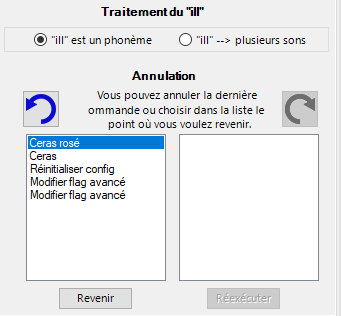 Traitement du "ill"
"ill" est un phonème
"ill" --> plusieurs sons
Annulation
Vous pouvez annuler la dernière
ommande ou choisir dans la liste le
point où vous voulez revenir.
Ceras rosé
Ceras
Réinitialiser config
Modifier flag avancé
Modifier flag avancé
Revenir
Réexécuter